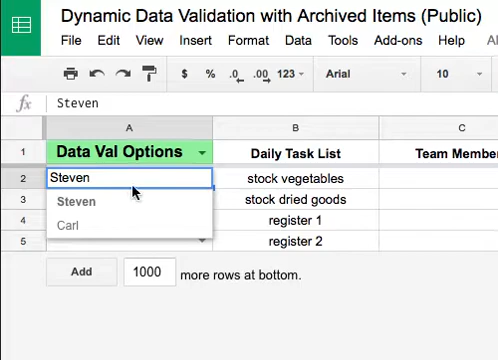 Dynamic Data Validation with Archived Items (Public)
File Edit View Insert Format Data Tools Add-ons Help
$ % .0 .00 123 Arial 10
fx Steven
A B C
1 Data Val Options Daily Task List Team Membe
2 Steven stock vegetables
3 Steven stock dried goods
4 Carl register 1
5 register 2
Add 1000 more rows at bottom.